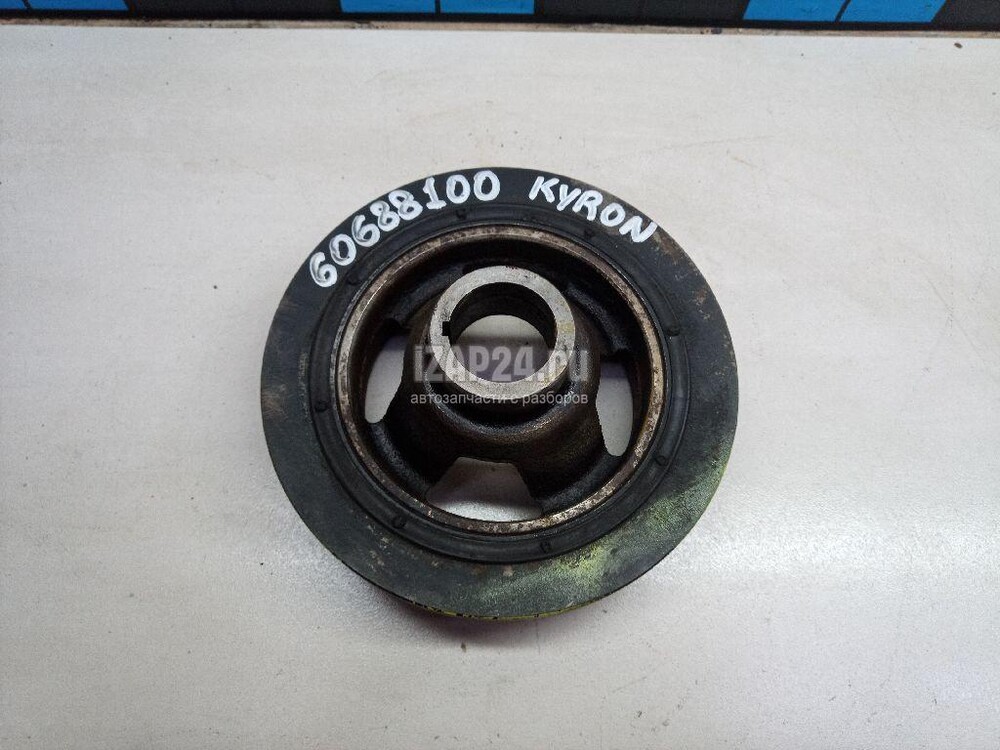 60688100 KYRON
iZAP24.ru
автозапчасти с разборов